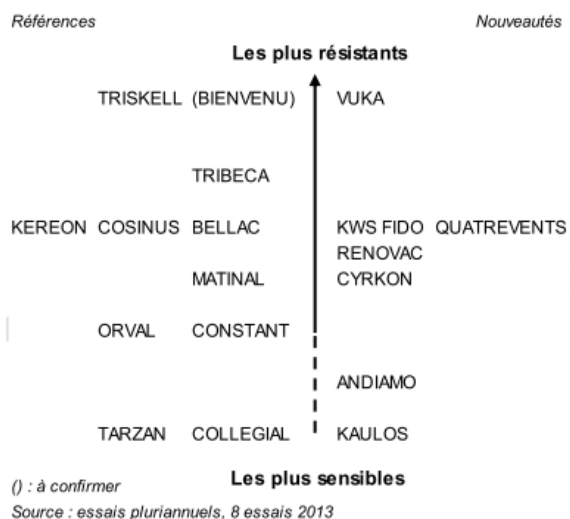 Références Nouveautés
Les plus résistants
TRISKELL (BIENVENU) VUKA
TRIBECA
KEREON COSINUS BELLAC KWS FIDO QUATREVENTS
RENOVAC
MATINAL CYRKON
ORVAL CONSTANT
ANDIAMO
TARZAN COLLEGIAL KAULOS
Les plus sensibles
() : à confirmer
Source : essais pluriannuels, 8 essais 2013